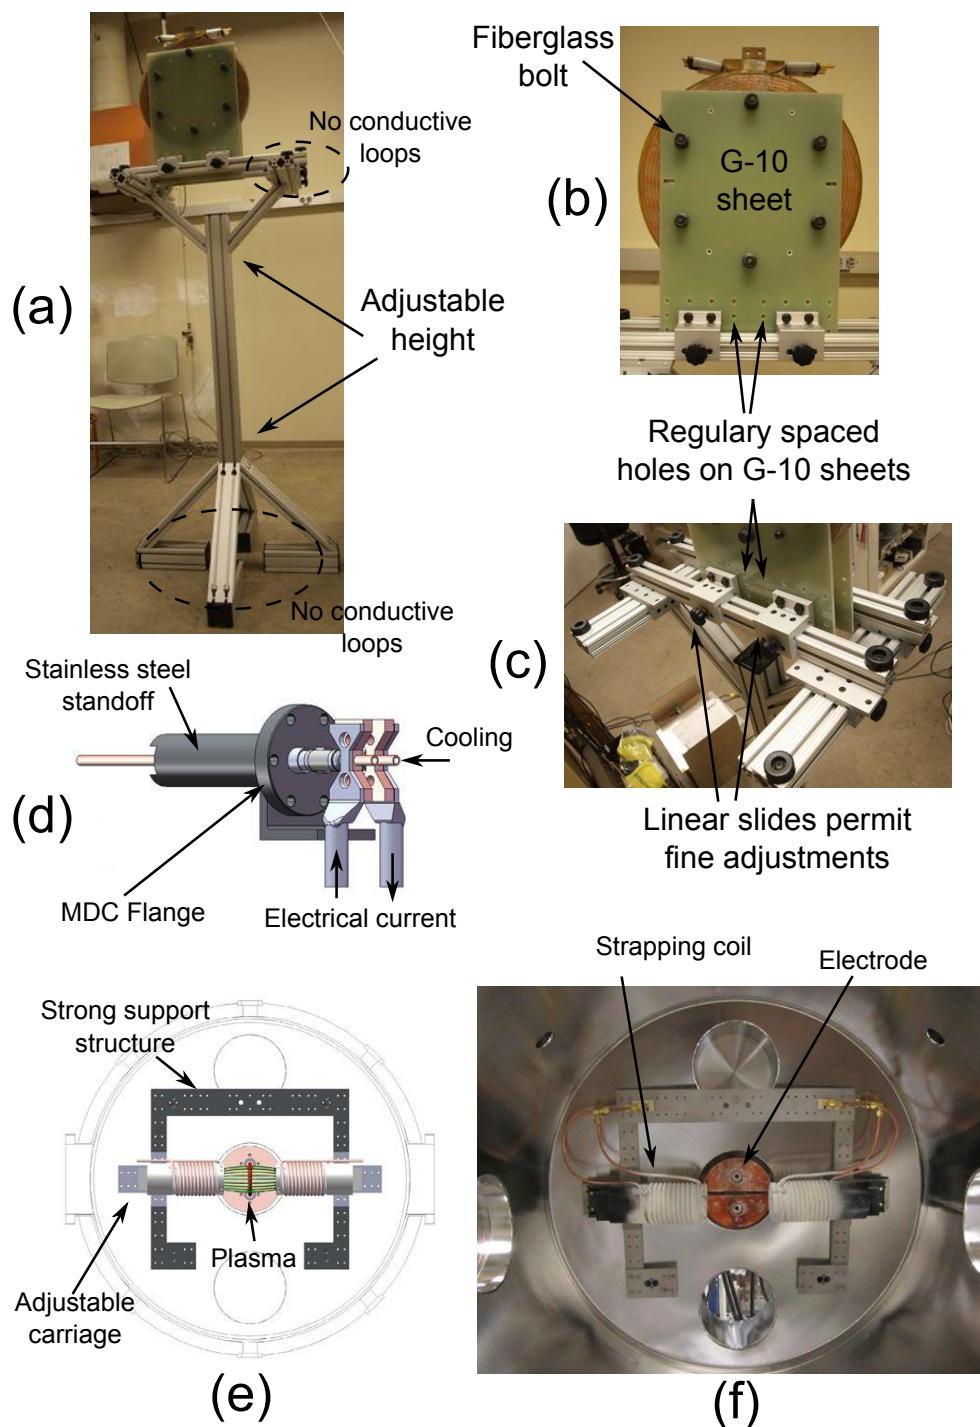 No conductive
loops
(a)
Adjustable
height
No conductive
loops
Fiberglass
bolt
G-10
sheet
(b)
Regulary spaced
holes on G-10 sheets
(c)
Linear slides permit
fine adjustments
Stainless steel
standoff
Cooling
(d)
MDC Flange
Electrical current
Strong support
structure
Plasma
Adjustable
carriage
(e)
Strapping coil
Electrode
(f)